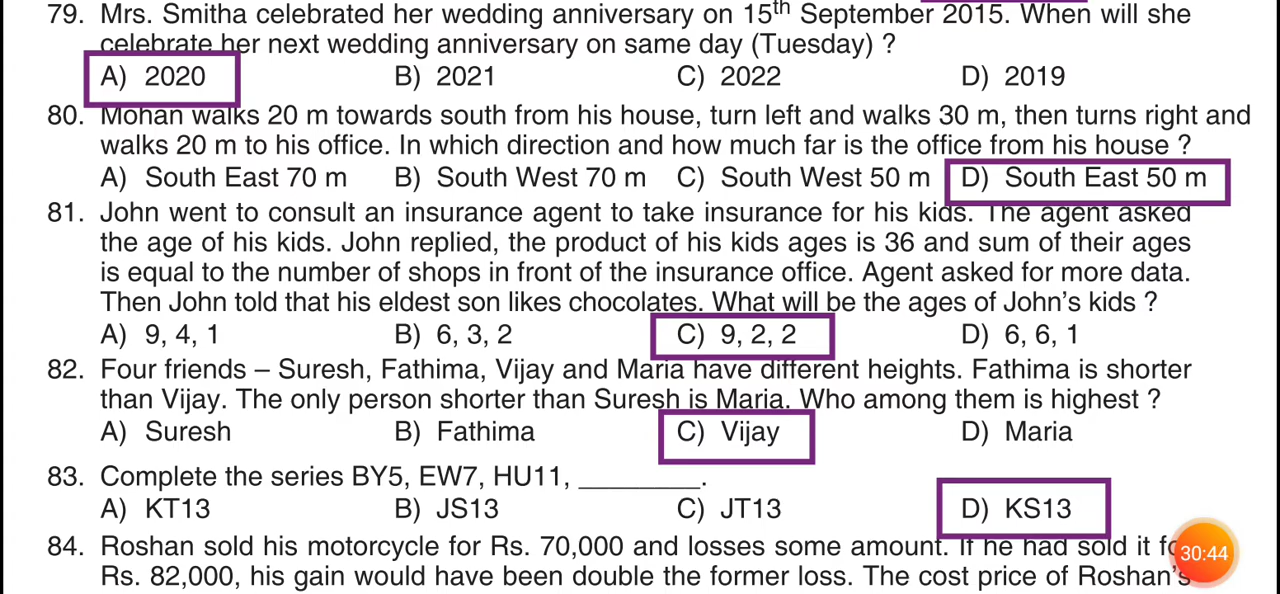 79. Mrs. Smitha celebrated her wedding anniversary on 15th September 2015. When will she
celebrate her next wedding anniversary on same day (Tuesday) ?
A) 2020 B) 2021 C) 2022 D) 2019
80. Mohan walks 20 m towards south from his house, turn left and walks 30 m, then turns right and
walks 20 m to his office. In which direction and how much far is the office from his house ?
A) South East 70 m B) South West 70 m C) South West 50 m D) South East 50 m
81. John went to consult an insurance agent to take insurance for his kids. The agent asked
the age of his kids. John replied, the product of his kids ages is 36 and sum of their ages
is equal to the number of shops in front of the insurance office. Agent asked for more data.
Then John told that his eldest son likes chocolates. What will be the ages of John's kids ?
A) 9, 4, 1 B) 6, 3, 2 C) 9, 2, 2 D) 6, 6, 1
82. Four friends – Suresh, Fathima, Vijay and Maria have different heights. Fathima is shorter
than Vijay. The only person shorter than Suresh is Maria. Who among them is highest ?
A) Suresh B) Fathima C) Vijay D) Maria
83. Complete the series BY5, EW7, HU11, ________.
A) KT13 B) JS13 C) JT13 D) KS13
84. Roshan sold his motorcycle for Rs. 70,000 and losses some amount. If he had sold it
30:44
Rs. 82,000, his gain would have been double the former loss. The cost price of Roshan's